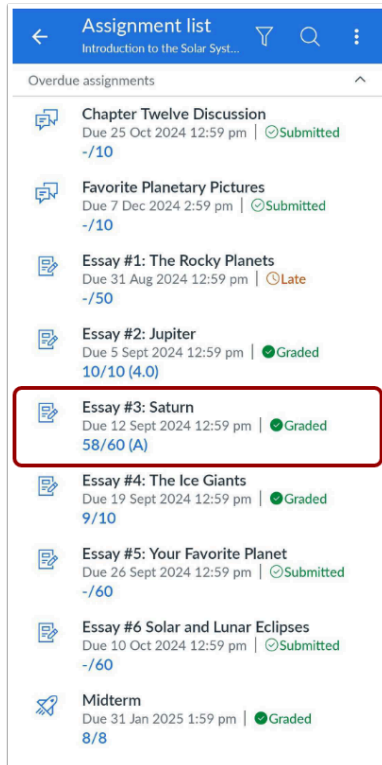 Assignment list
Introduction to the Solar Syst...
Overdue assignments
Chapter Twelve Discussion
Due 25 Oct 2024 12:59 pm | Submitted
-/10
Favorite Planetary Pictures
Due 7 Dec 2024 2:59 pm | Submitted
-/10
Essay #1: The Rocky Planets
Due 31 Aug 2024 12:59 pm | Late
-/50
Essay #2: Jupiter
Due 5 Sept 2024 12:59 pm | Graded
10/10 (4.0)
Essay #3: Saturn
Due 12 Sept 2024 12:59 pm | Graded
58/60 (A)
Essay #4: The Ice Giants
Due 19 Sept 2024 12:59 pm | Graded
9/10
Essay #5: Your Favorite Planet
Due 26 Sept 2024 12:59 pm | Submitted
-/60
Essay #6 Solar and Lunar Eclipses
Due 10 Oct 2024 12:59 pm | Submitted
-/60
Midterm
Due 31 Jan 2025 1:59 pm | Graded
8/8